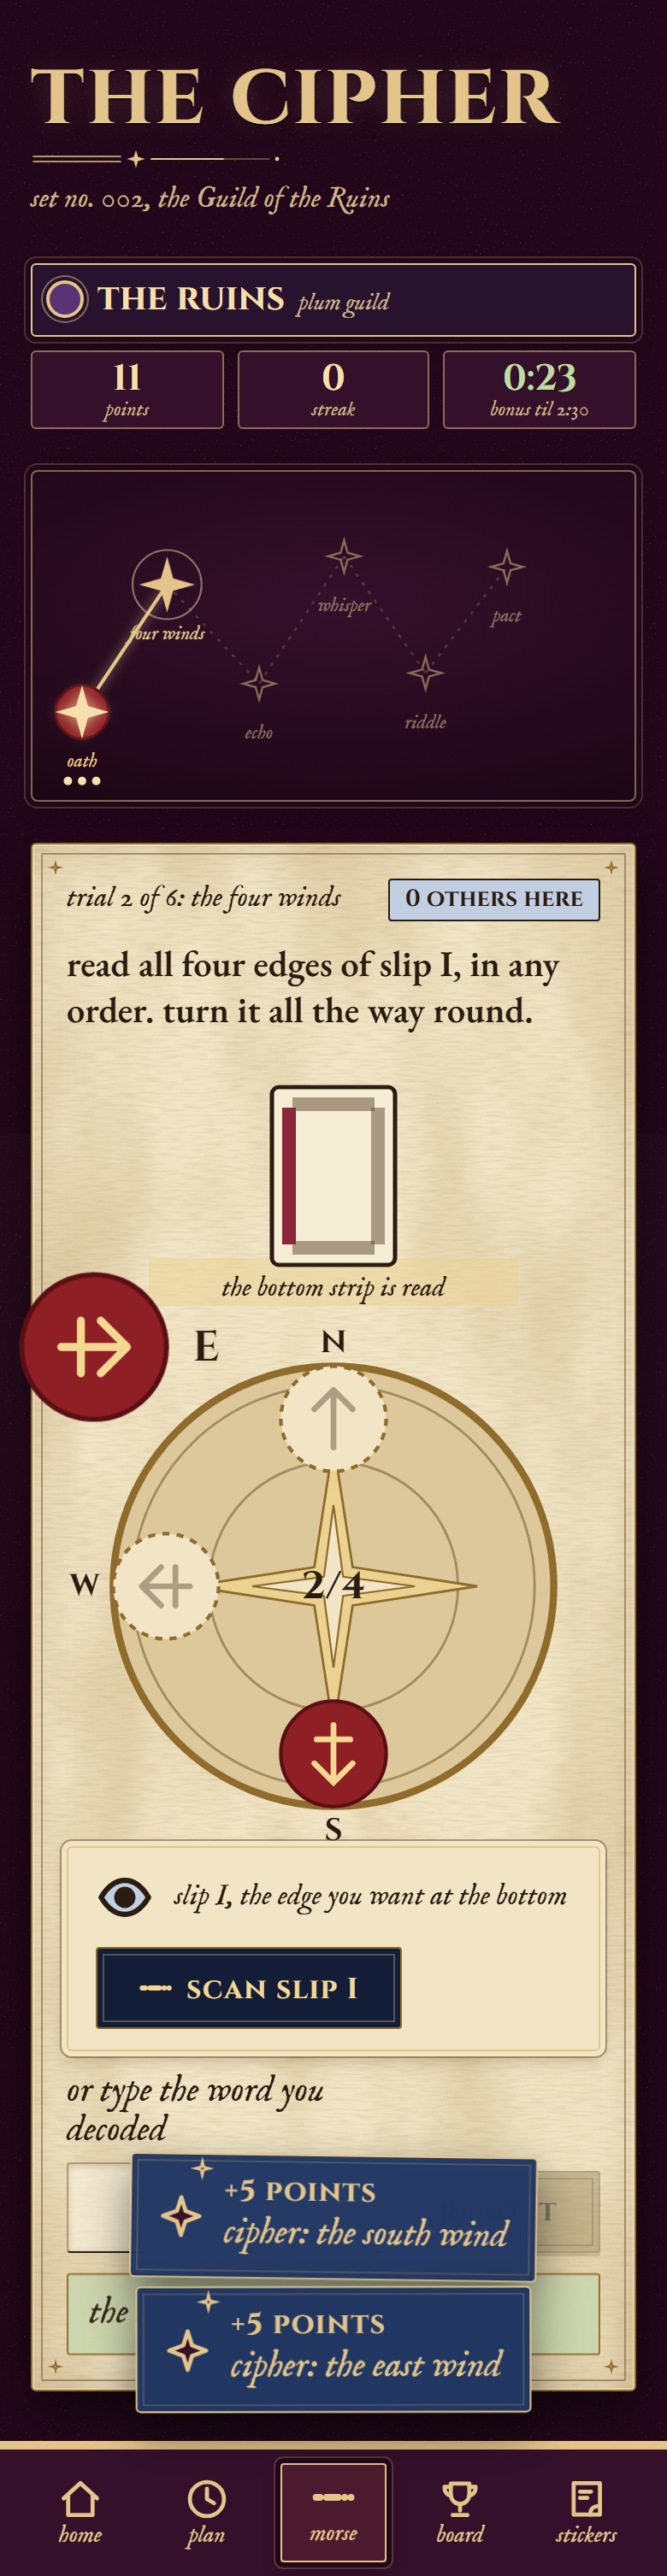 THE CIPHER
set no. 002, the Guild of the Ruins
THE RUINS plum guild
11
points
0
streak
0:23
bonus til 2:30
four winds
whisper
pact
echo
riddle
oath
trial 2 of 6: the four winds
0 OTHERS HERE
read all four edges of slip I, in any
order. turn it all the way round.
the bottom strip is read
E
N
W
2/4
S
slip I, the edge you want at the bottom
SCAN SLIP I
or type the word you
decoded
T
+5 POINTS
cipher: the south wind
the
+5 POINTS
cipher: the east wind
home
plan
morse
board
stickers